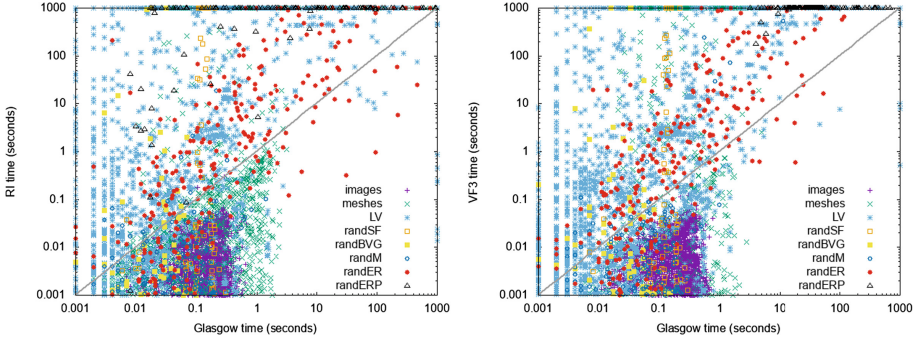 1000
100
10
1
0.1
0.01
0.001
RI time (seconds)
images
meshes
LV
randSF
randBVG
randM
randER
randERP
0.001 0.01 0.1 1 10 100 1000
Glasgow time (seconds)
1000
100
10
1
0.1
0.01
0.001
VF3 time (seconds)
images
meshes
LV
randSF
randBVG
randM
randER
randERP
0.001 0.01 0.1 1 10 100 1000
Glasgow time (seconds)